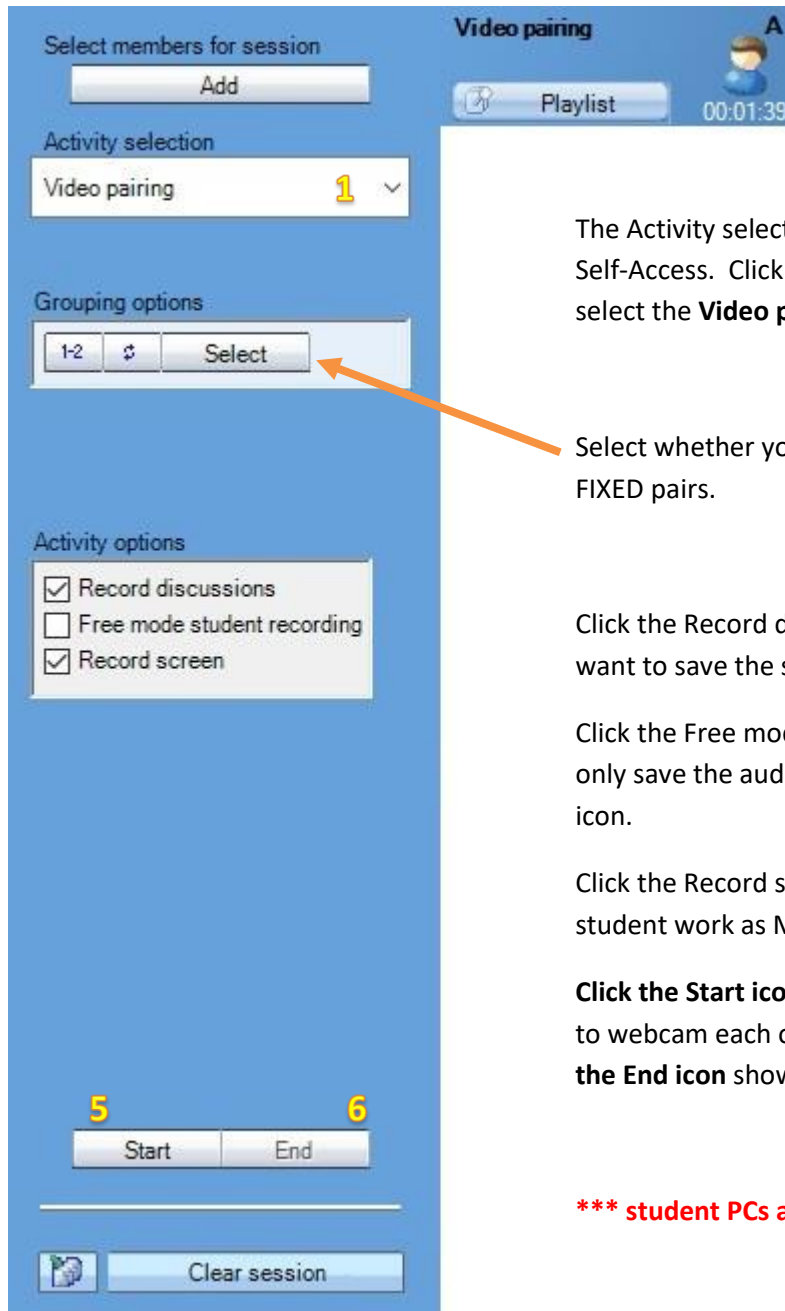 Select members for session
Add
Activity selection
Video pairing 1
Grouping options
1-2 Select
Activity options
Record discussions
Free mode student recording
Record screen
5 6
Start End
Clear session
Video pairing A
Playlist 00:01:39
The Activity select
Self-Access. Click
select the Video p
Select whether yo
FIXED pairs.
Click the Record d
want to save the s
Click the Free mod
only save the aud
icon.
Click the Record s
student work as M
Click the Start ico
to webcam each o
the End icon show
*** student PCs a